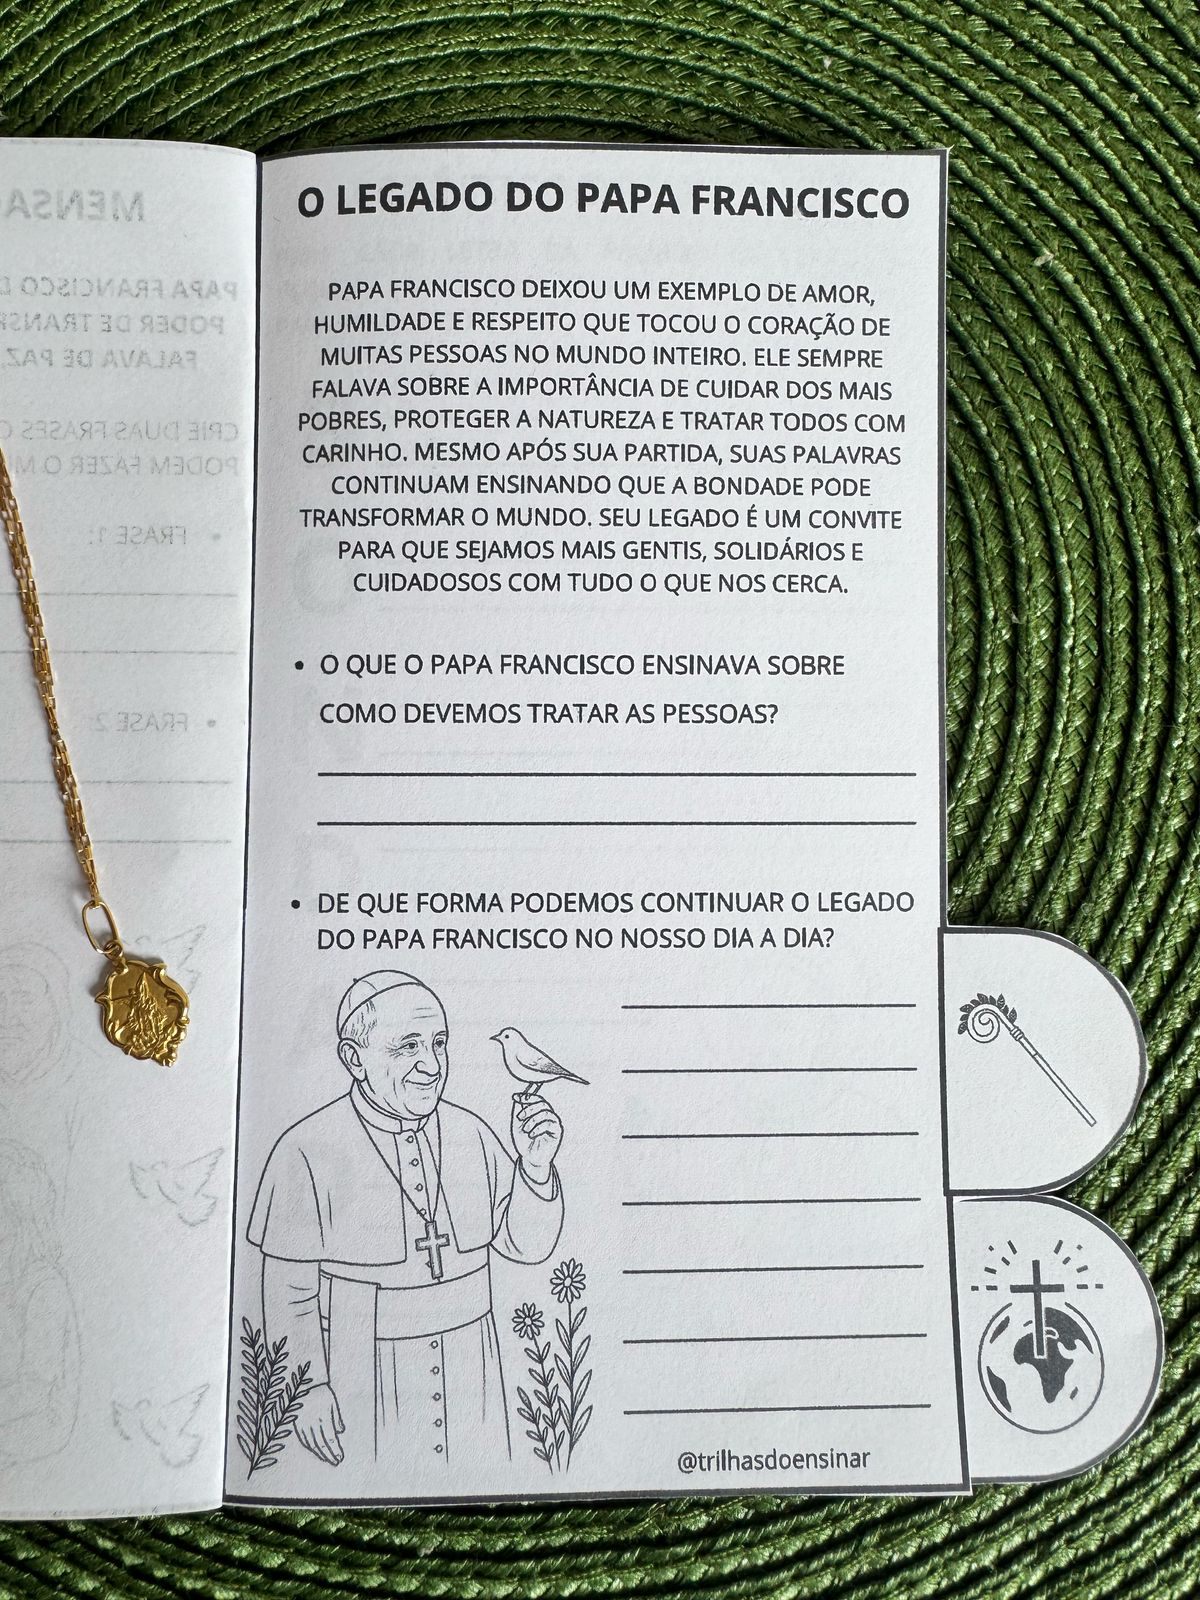 O LEGADO DO PAPA FRANCISCO
PAPA FRANCISCO DEIXOU UM EXEMPLO DE AMOR,
HUMILDADE E RESPEITO QUE TOCOU O CORAÇÃO DE
MUITAS PESSOAS NO MUNDO INTEIRO. ELE SEMPRE
FALAVA SOBRE A IMPORTÂNCIA DE CUIDAR DOS MAIS
POBRES, PROTEGER A NATUREZA E TRATAR TODOS COM
CARINHO. MESMO APÓS SUA PARTIDA, SUAS PALAVRAS
CONTINUAM ENSINANDO QUE A BONDADE PODE
TRANSFORMAR O MUNDO. SEU LEGADO É UM CONVITE
PARA QUE SEJAMOS MAIS GENTIS, SOLIDÁRIOS E
CUIDADOSOS COM TUDO O QUE NOS CERCA.
• O QUE O PAPA FRANCISCO ENSINAVA SOBRE
COMO DEVEMOS TRATAR AS PESSOAS?
• DE QUE FORMA PODEMOS CONTINUAR O LEGADO
DO PAPA FRANCISCO NO NOSSO DIA A DIA?
@trilhasdoensinar